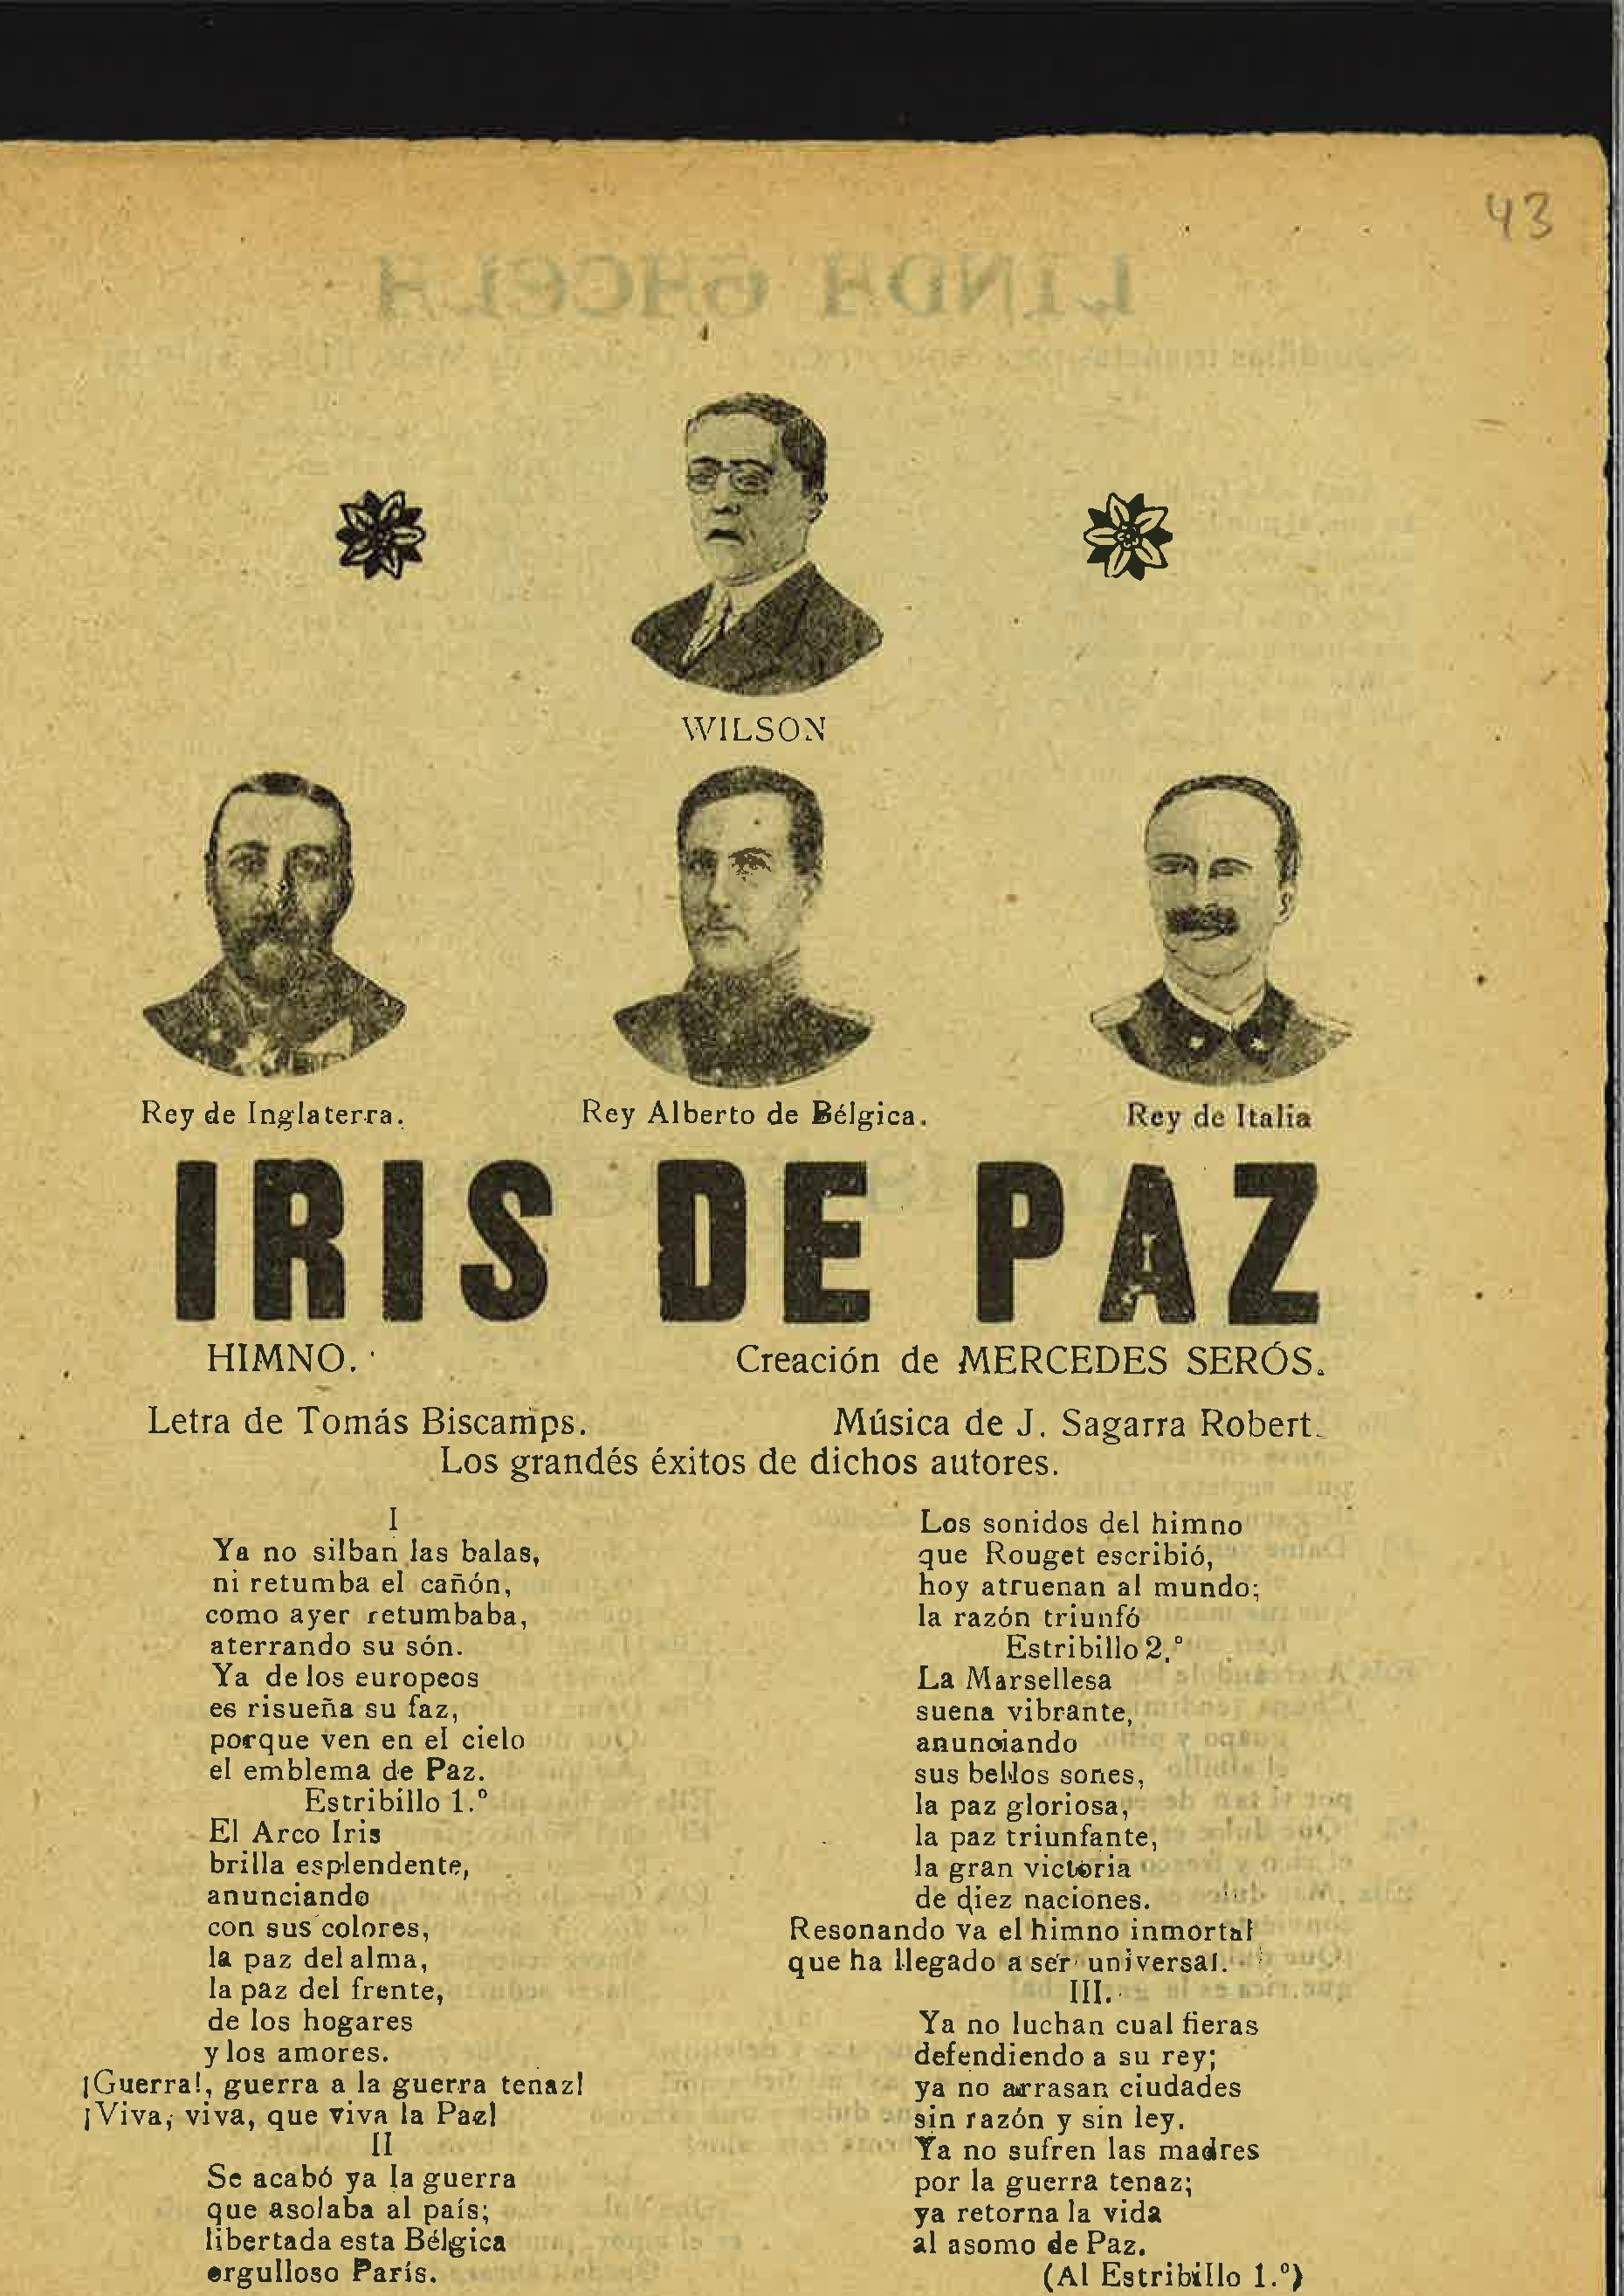 43
WILSON
Rey de Inglaterra.
Rey Alberto de Bélgica.
Rey de Italia
IRIS DE PAZ
HIMNO.
Creación de MERCEDES SERÓS.
Letra de Tomás Biscamps.
Música de J. Sagarra Robert.
Los grandés éxitos de dichos autores.
I
Ya no silban las balas,
ni retumba el cañón,
como ayer retumbaba,
aterrando su són.
Ya de los europeos
es risueña su faz,
porque ven en el cielo
el emblema de Paz.
Estribillo 1.º
El Arco Iris
brilla esplendente,
anunciando
con sus colores,
la paz del alma,
la paz del frente,
de los hogares
y los amores.
¡Guerra!, guerra a la guerra tenaz!
¡Viva, viva, que viva la Paz!
II
Se acabó ya la guerra
que asolaba al país;
libertada esta Bélgica
orgulloso París.
Los sonidos del himno
que Rouget escribió,
hoy atruenan al mundo;
la razón triunfó
Estribillo 2.º
La Marsellesa
suena vibrante,
anunciando
sus bellos sones,
la paz gloriosa,
la paz triunfante,
la gran victoria
de diez naciones.
Resonando va el himno inmortal
que ha llegado a ser universal.
III.
Ya no luchan cual fieras
defendiendo a su rey;
ya no arrasan ciudades
sin razón y sin ley.
Ya no sufren las madres
por la guerra tenaz;
ya retorna la vida
al asomo de Paz.
(Al Estribillo 1.º)